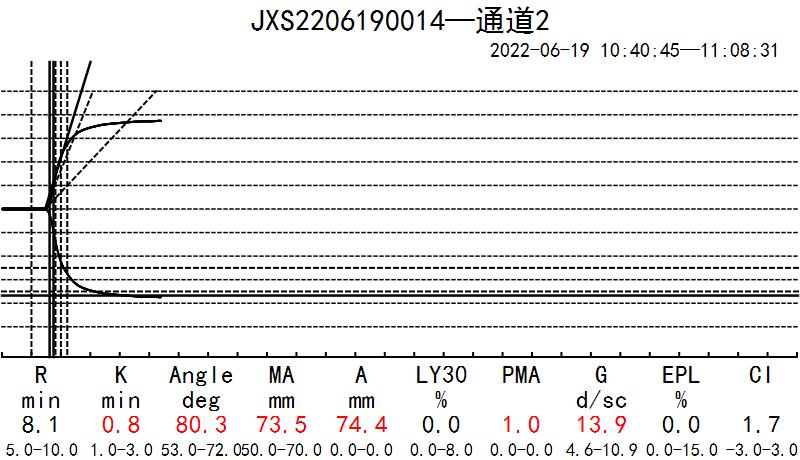 JXS2206190014—通道2
2022-06-19 10:40:45—11:08:31
R K Angle MA A LY30 PMA G EPL CI
min min deg mm mm % d/sc %
8.1 0.8 80.3 73.5 74.4 0.0 1.0 13.9 0.0 1.7
5.0-10.0 1.0-3.0 53.0-72.0 50.0-70.0 0.0-0.0 0.0-8.0 0.0-0.0 4.6-10.9 0.0-15.0 -3.0-3.0